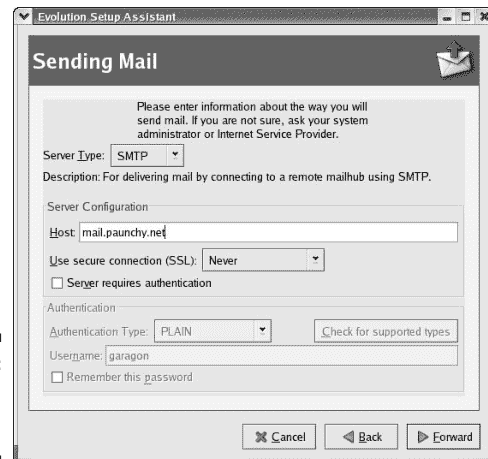 Evolution Setup Assistant
Sending Mail
Please enter information about the way you will
send mail. If you are not sure, ask your system
administrator or Internet Service Provider.
Server Type: SMTP
Description: For delivering mail by connecting to a remote mailhub using SMTP.
Server Configuration
Host: mail.paunchy.net
Use secure connection (SSL): Never
Server requires authentication
Authentication
Authentication Type: PLAIN Check for supported types
Username: garagon
Remember this password
Cancel Back Forward